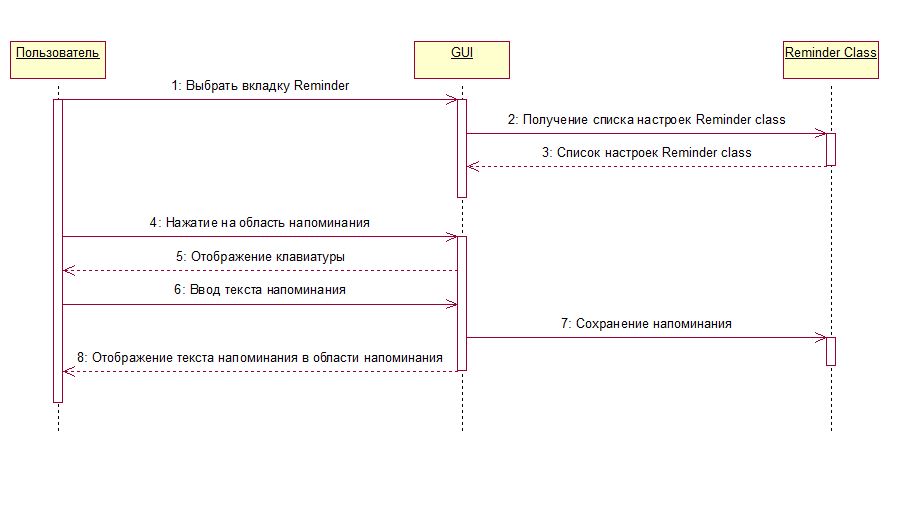 Пользователь
GUI
Reminder Class
1: Выбрать вкладку Reminder
2: Получение списка настроек Reminder class
3: Список настроек Reminder class
4: Нажатие на область напоминания
5: Отображение клавиатуры
6: Ввод текста напоминания
7: Сохранение напоминания
8: Отображение текста напоминания в области напоминания